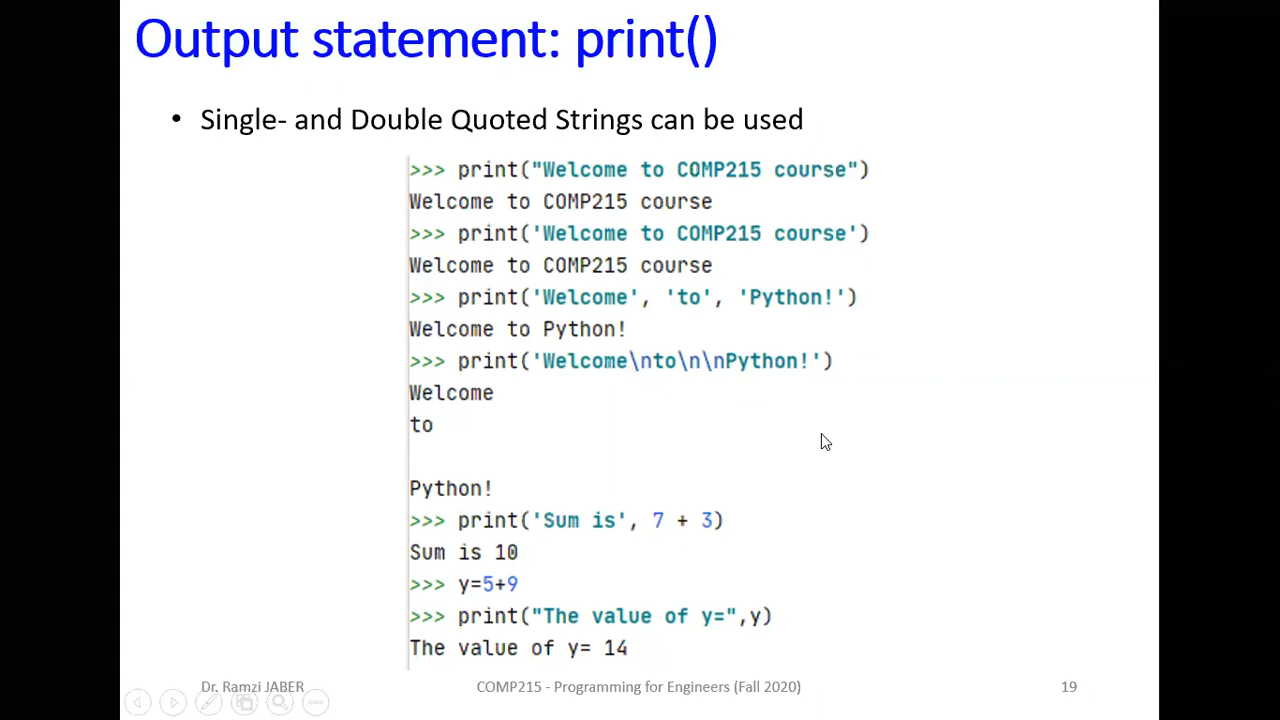 Output statement: print()
• Single- and Double Quoted Strings can be used
>>> print("Welcome to COMP215 course")
Welcome to COMP215 course
>>> print('Welcome to COMP215 course')
Welcome to COMP215 course
>>> print('Welcome', 'to', 'Python!')
Welcome to Python!
>>> print('Welcome\nto\n\nPython!')
Welcome
to
Python!
>>> print('Sum is', 7 + 3)
Sum is 10
>>> y=5+9
>>> print("The value of y=",y)
The value of y= 14
Dr. Ramzi JABER COMP215 - Programming for Engineers (Fall 2020) 19